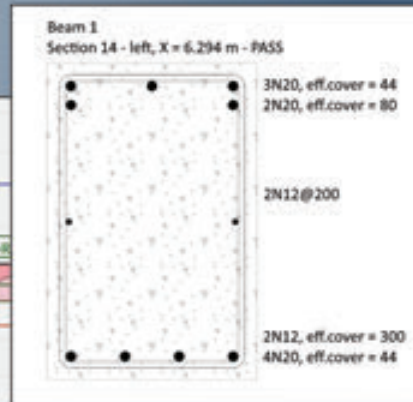 Beam 1
Section 14 - left, X = 6.294 m - PASS
3N20, eff.cover = 44
2N20, eff.cover = 80
2N12@200
2N12, eff.cover = 300
4N20, eff.cover = 44